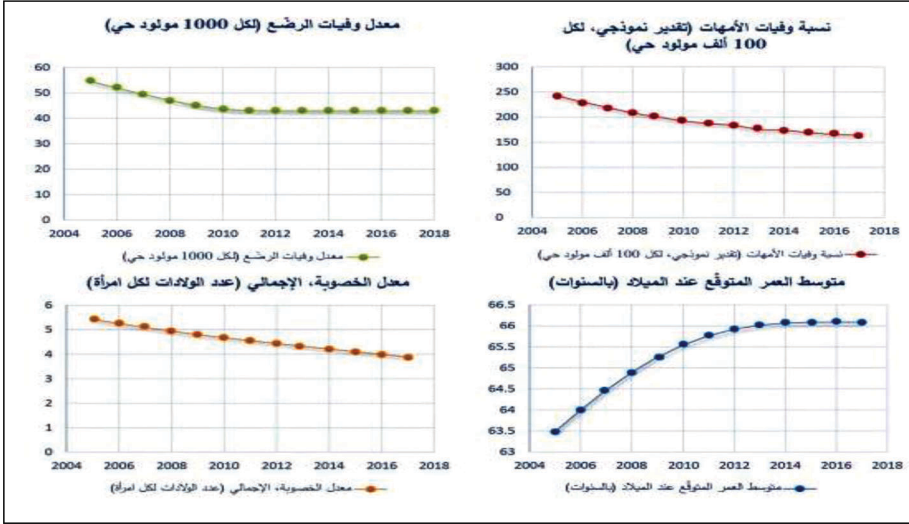 نسبة وفيات الأمهات (تقدير نموذجي، لكل
100 ألف مولود حي)
300
250
200
150
100
50
0
2004 2006 2008 2010 2012 2014 2016 2018
نسبة وفيات الأمهات (تقدير نموذجي، لكل 100 ألف مولود حي)
معدل وفيات الرضّع (لكل 1000 مولود حي)
60
50
40
30
20
10
0
2004 2006 2008 2010 2012 2014 2016 2018
معدل وفيات الرضّع (لكل 1000 مولود حي)
متوسط العمر المتوقّع عند الميلاد (بالسنوات)
66.5
66
65.5
65
64.5
64
63.5
63
2004 2006 2008 2010 2012 2014 2016 2018
متوسط العمر المتوقّع عند الميلاد (بالسنوات)
معدل الخصوبة، الإجمالي (عدد الولادات لكل امرأة)
6
5
4
3
2
1
0
2004 2006 2008 2010 2012 2014 2016 2018
معدل الخصوبة، الإجمالي (عدد الولادات لكل امرأة)